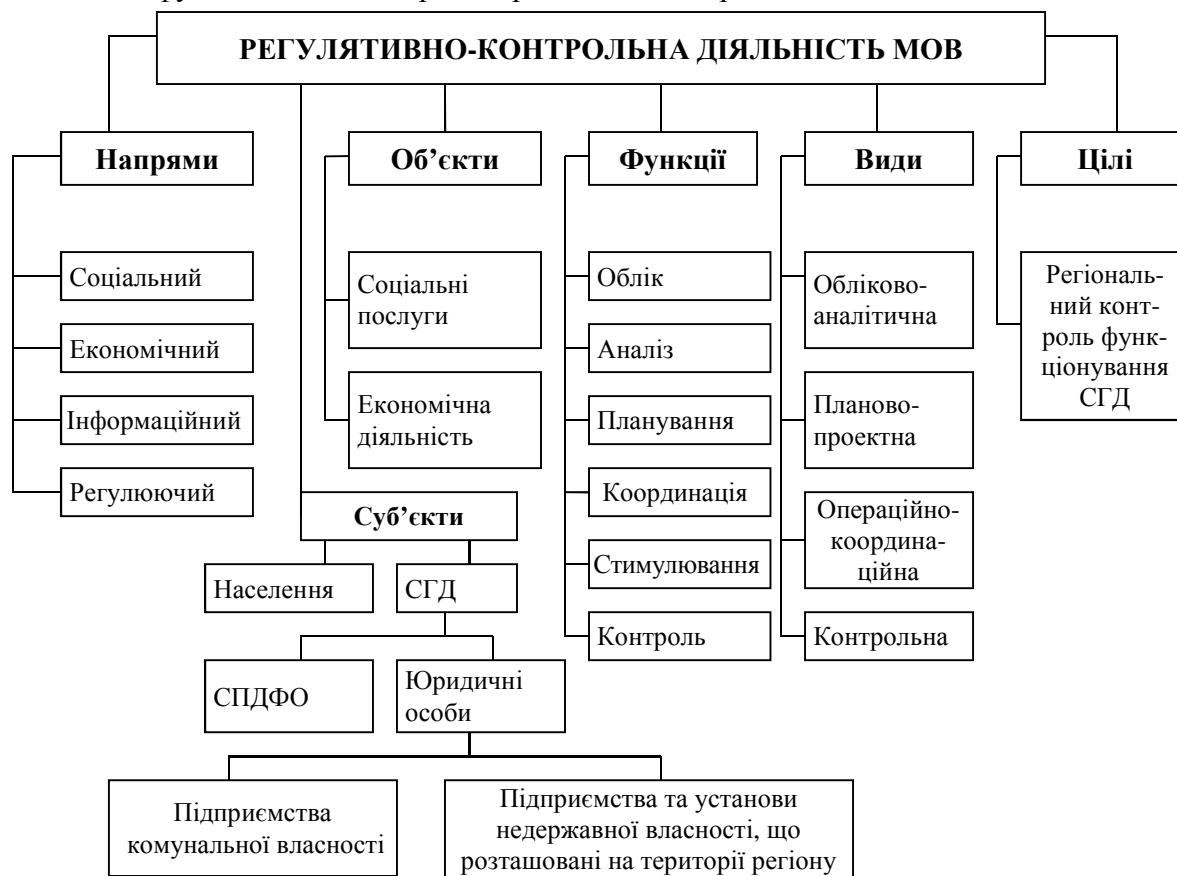 РЕГУЛЯТИВНО-КОНТРОЛЬНА ДІЯЛЬНІСТЬ МОВ
Напрями
Соціальний
Економічний
Інформаційний
Регулюючий
Об’єкти
Соціальні
послуги
Економічна
діяльність
Функції
Облік
Аналіз
Планування
Координація
Стимулювання
Контроль
Види
Обліково-
аналітична
Планово-
проектна
Операційно-
координа-
ційна
Контрольна
Цілі
Регіональ-
ний конт-
роль функ-
ціонування
СГД
Суб’єкти
Населення
СГД
СПДФО
Юридичні
особи
Підприємства
комунальної власності
Підприємства та установи
недержавної власності, що
розташовані на території регіону